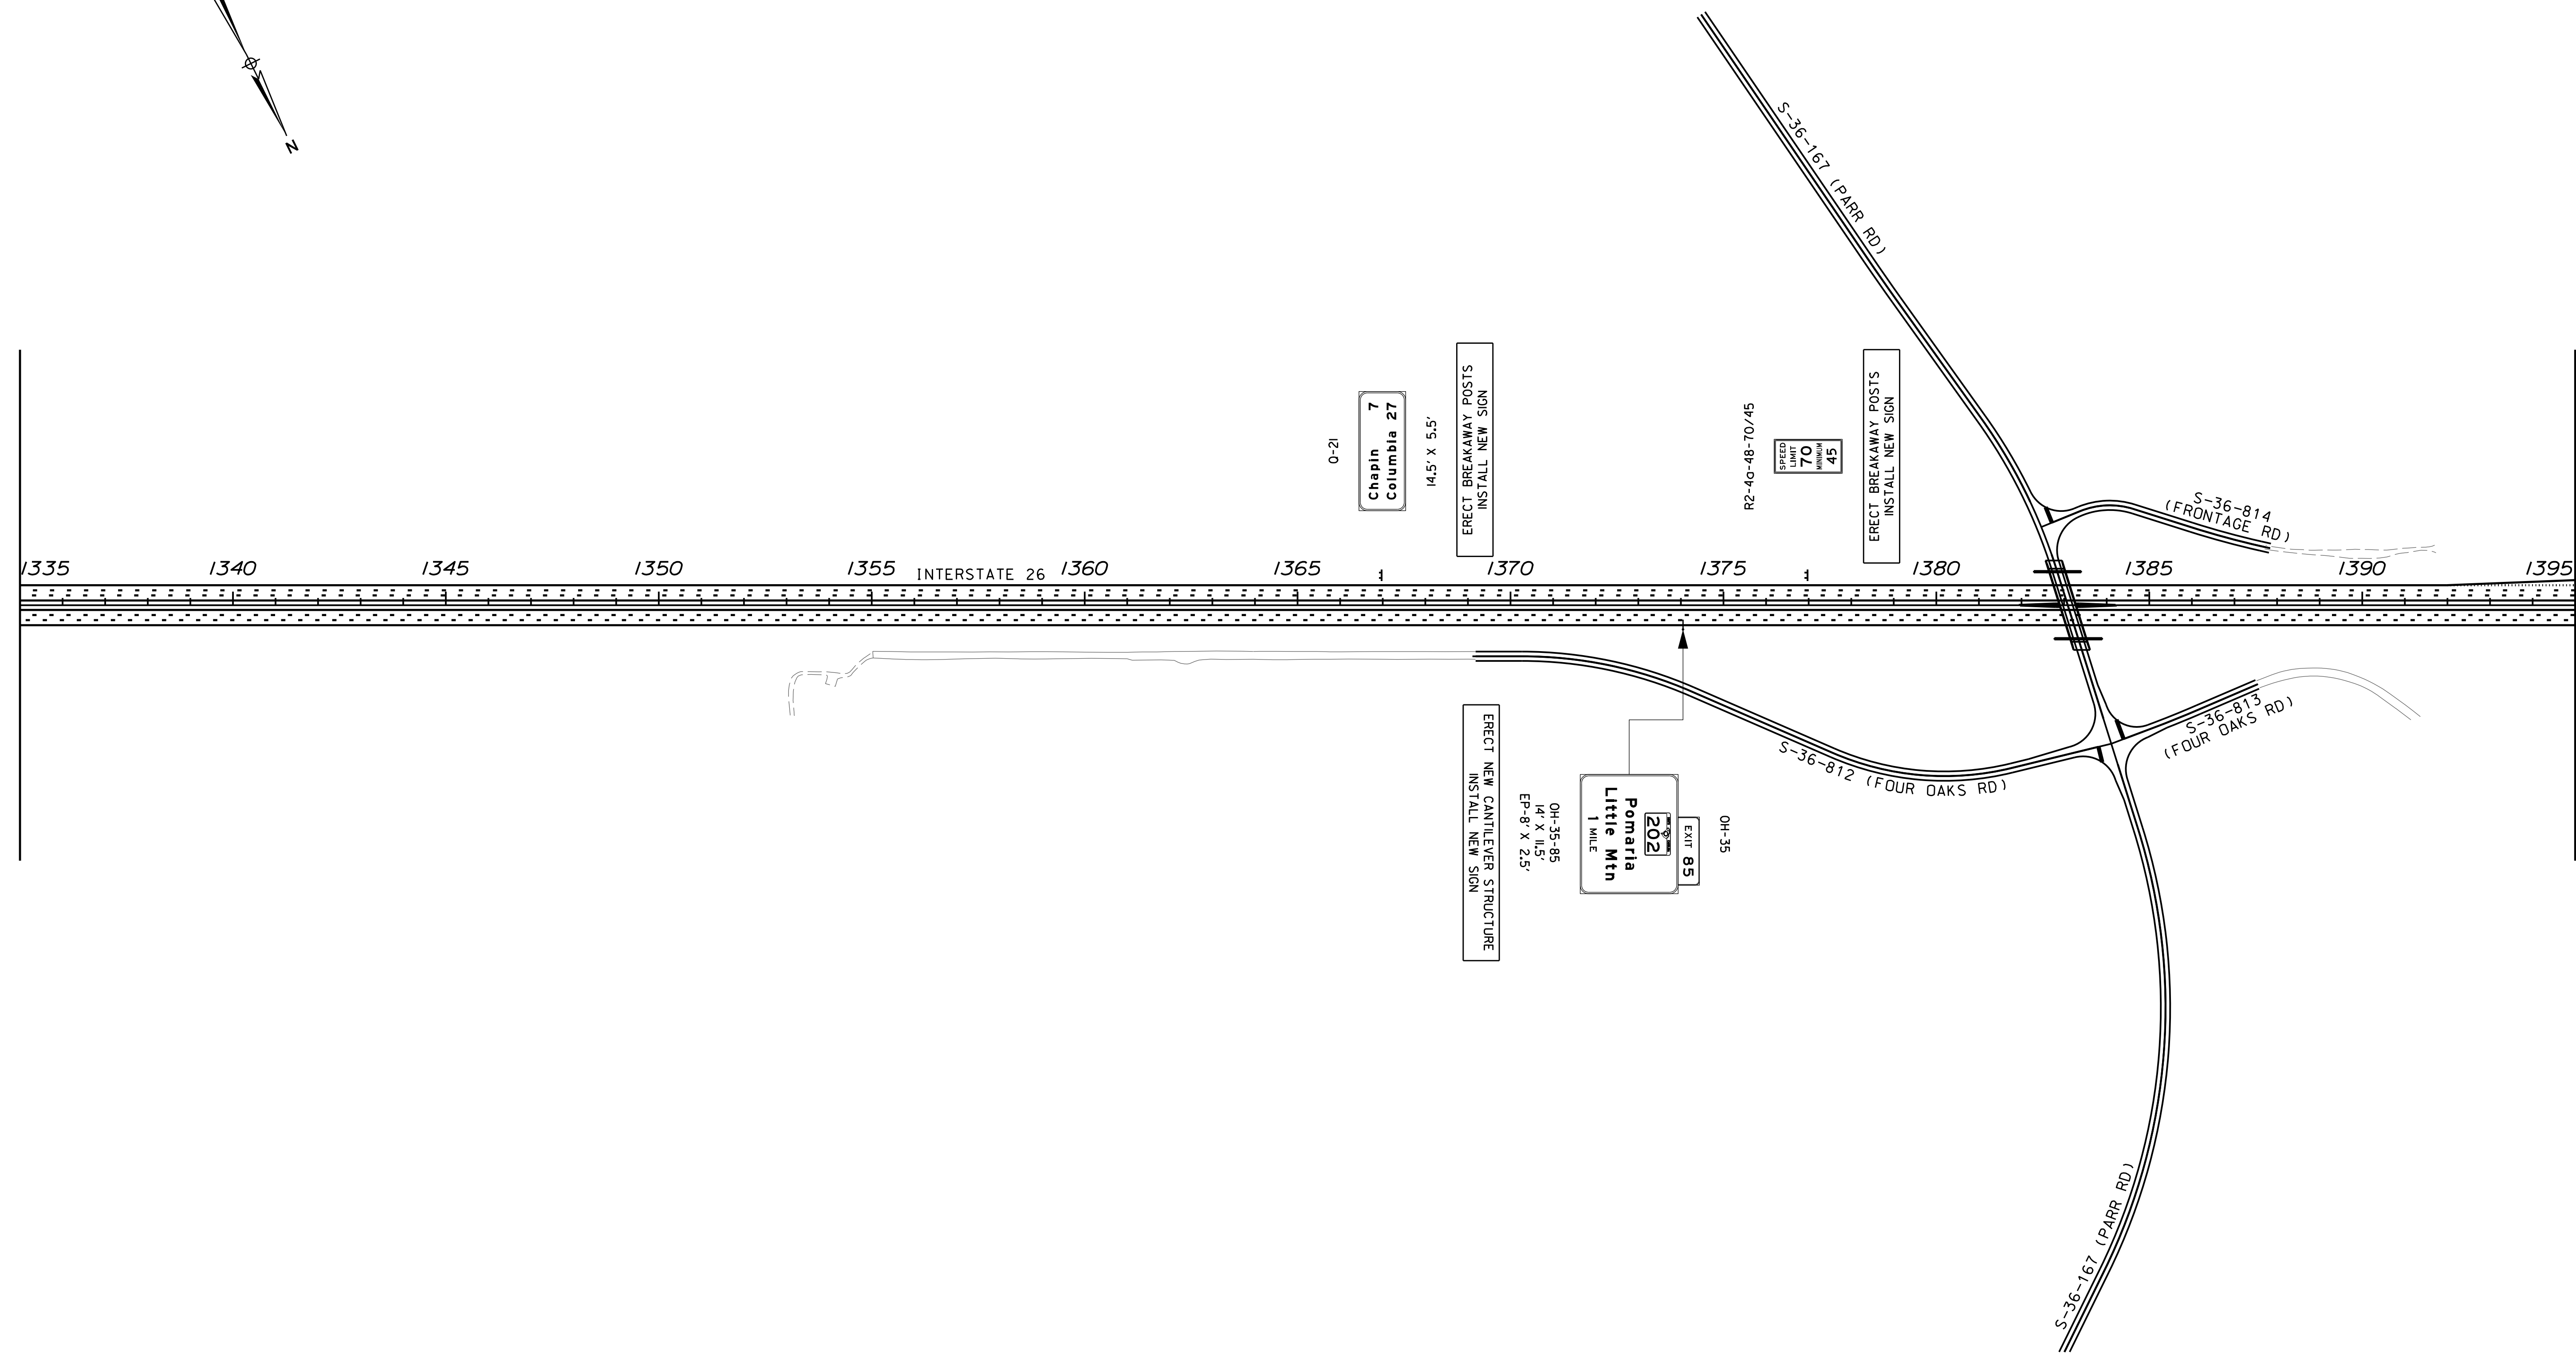 N
S-36-167 (PARR RD)
O-21
Chapin 7
Columbia 27
14.5' X 5.5'
ERECT BREAKAWAY POSTS
INSTALL NEW SIGN
R2-4a-48-70/45
SPEED
LIMIT
70
MINIMUM
45
ERECT BREAKAWAY POSTS
INSTALL NEW SIGN
S-36-814
(FRONTAGE RD)
1335 1340 1345 1350 1355 INTERSTATE 26 1360 1365 1370 1375 1380 1385 1390 1395
S-36-813
(FOUR OAKS RD)
S-36-812 (FOUR OAKS RD)
OH-35
EXIT 85
202
Pomaria
Little Mtn
1 MILE
OH-35-85
14' X 11.5'
EP-8' X 2.5'
ERECT NEW CANTILEVER STRUCTURE
INSTALL NEW SIGN
S-36-167 (PARR RD)